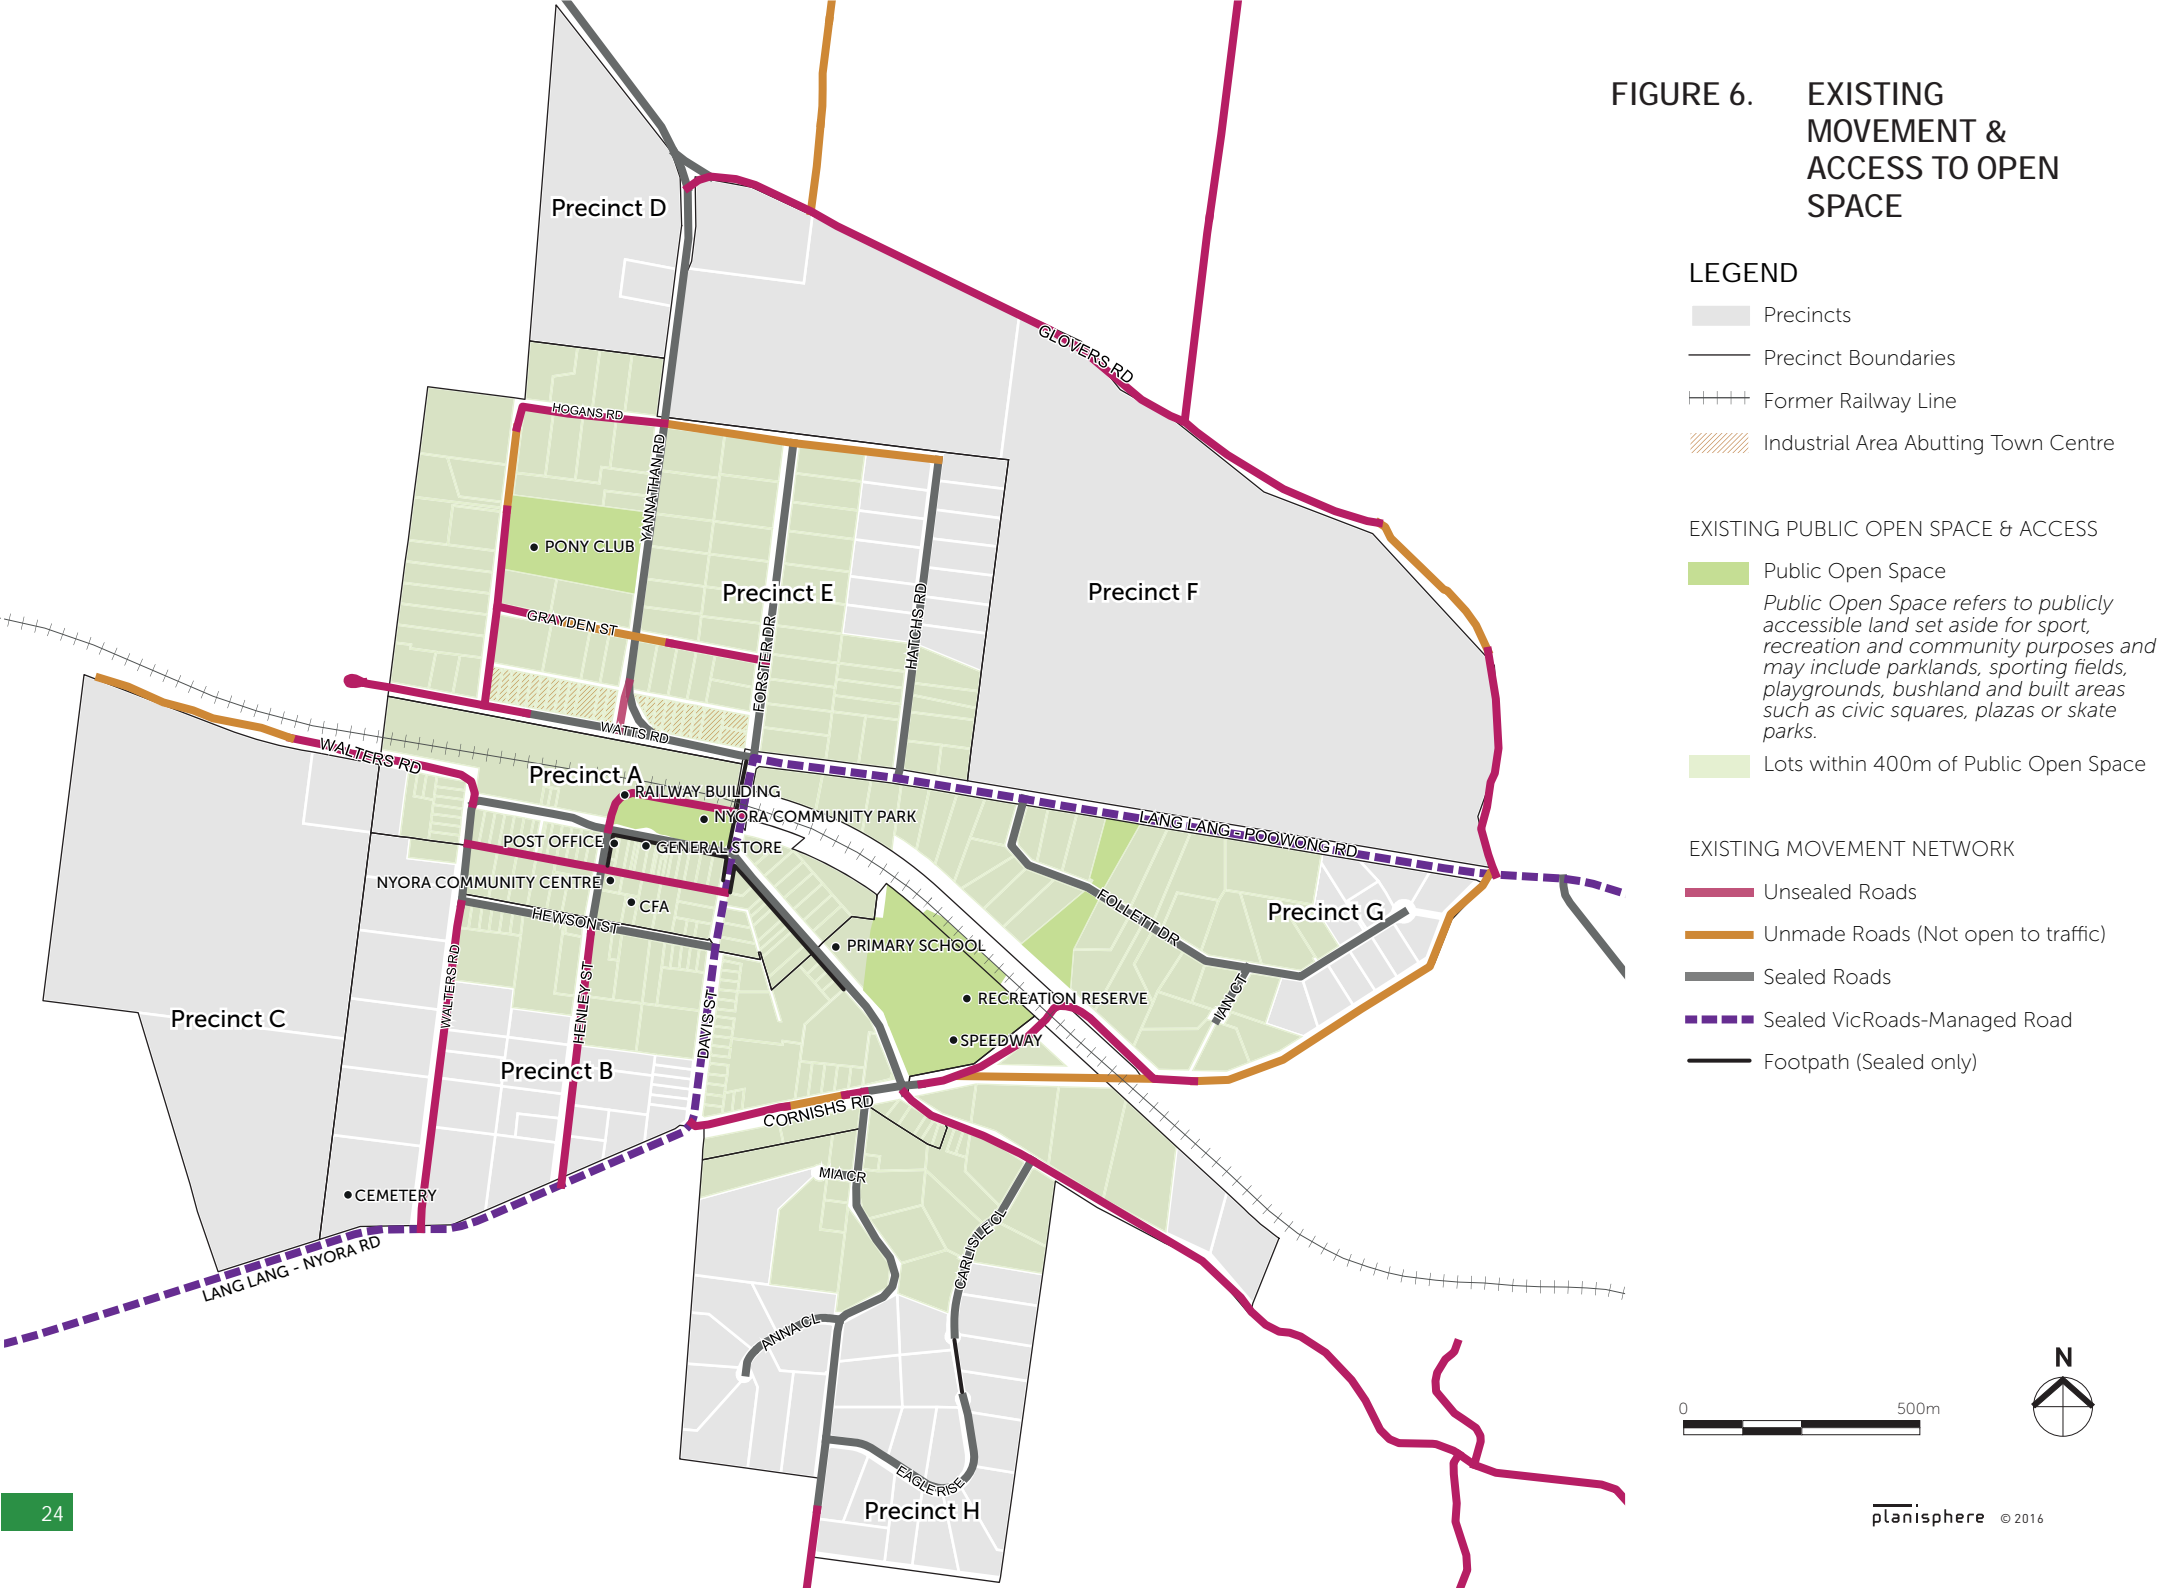 FIGURE 6. EXISTING
MOVEMENT &
ACCESS TO OPEN
SPACE
LEGEND
Precincts
Precinct Boundaries
Former Railway Line
Industrial Area Abutting Town Centre
EXISTING PUBLIC OPEN SPACE & ACCESS
Public Open Space
Public Open Space refers to publicly
accessible land set aside for sport,
recreation and community purposes and
may include parklands, sporting fields,
playgrounds, bushland and built areas
such as civic squares, plazas or skate
parks.
Lots within 400m of Public Open Space
EXISTING MOVEMENT NETWORK
Unsealed Roads
Unmade Roads (Not open to traffic)
Sealed Roads
Sealed VicRoads-Managed Road
Footpath (Sealed only)
0 500m
N
planisphere © 2016
Precinct D
GLOVERS RD
HOGANS RD
YANNATHAN RD
PONY CLUB
Precinct E
Precinct F
HATCHS RD
GRAYDEN ST
FORSTER DR
WATTS RD
WALTERS RD
Precinct A
RAILWAY BUILDING
NYORA COMMUNITY PARK
LANG LANG - POOWONG RD
POST OFFICE
GENERAL STORE
NYORA COMMUNITY CENTRE
CFA
HEWSON ST
FOLLETT DR
Precinct G
PRIMARY SCHOOL
WALTERS RD
HENLEY ST
DAVIS ST
RECREATION RESERVE
IAN CT
Precinct C
SPEEDWAY
Precinct B
CORNISHS RD
MIA CR
CEMETERY
LANG LANG - NYORA RD
CARLISLE CL
ANNA CL
EAGLE RISE
Precinct H
24